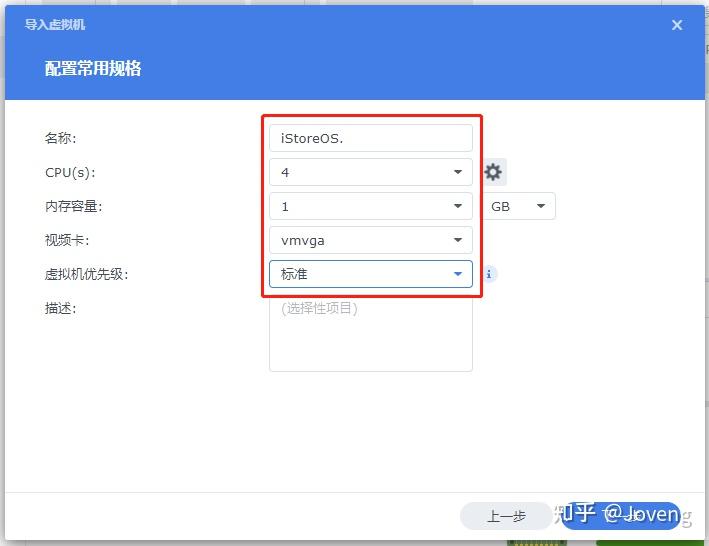 导入虚拟机
配置常用规格
名称: iStoreOS.
CPU(s): 4
内存容量: 1 GB
视频卡: vmvga
虚拟机优先级: 标准
描述: (选择性项目)
上一步
知乎 @Joveng